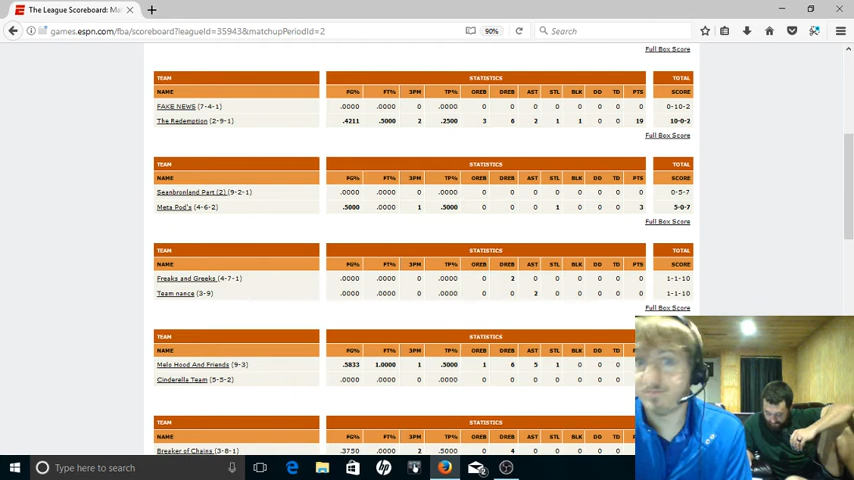 The League Scoreboard: Mat
games.espn.com/fba/scoreboard?leagueId=35943&matchupPeriodId=2
90%
Search
Full Box Score
TEAM STATISTICS TOTAL
NAME FG% FT% 3PM TP% OREB DREB AST STL BLK DD TD PTS SCORE
FAKE NEWS (7-4-1) .0000 .0000 0 .0000 0 0 0 0 0 0 0 0 0-10-2
The Redemption (2-9-1) .4211 .5000 2 .2500 3 6 2 1 1 0 0 19 10-0-2
Full Box Score
TEAM STATISTICS TOTAL
NAME FG% FT% 3PM TP% OREB DREB AST STL BLK DD TD PTS SCORE
Seanbronland Part (2) (9-2-1) .0000 .0000 0 .0000 0 0 0 0 0 0 0 0 0-5-7
Meta Pod's (4-6-2) .5000 .0000 1 .5000 0 0 0 1 0 0 0 3 5-0-7
Full Box Score
TEAM STATISTICS TOTAL
NAME FG% FT% 3PM TP% OREB DREB AST STL BLK DD TD PTS SCORE
Freaks and Greeks (4-7-1) .0000 .0000 0 .0000 0 2 0 0 0 0 0 0 1-1-10
Team nance (3-9) .0000 .0000 0 .0000 0 0 2 0 0 0 0 0 1-1-10
Full Box Score
TEAM STATISTICS
NAME FG% FT% 3PM TP% OREB DREB AST STL BLK DD TD
Melo Hood And Friends (9-3) .5833 1.0000 1 .5000 1 6 5 1 0 0 0
Cinderella Team (5-5-2) .0000 .0000 0 .0000 0 0 0 0 0 0 0
TEAM STATISTICS
NAME FG% FT% 3PM TP% OREB DREB AST STL BLK DD TD
Breaker of Chains (3-8-1) .3750 .0000 2 .5000 0 4 0 0 0 0 0
Type here to search